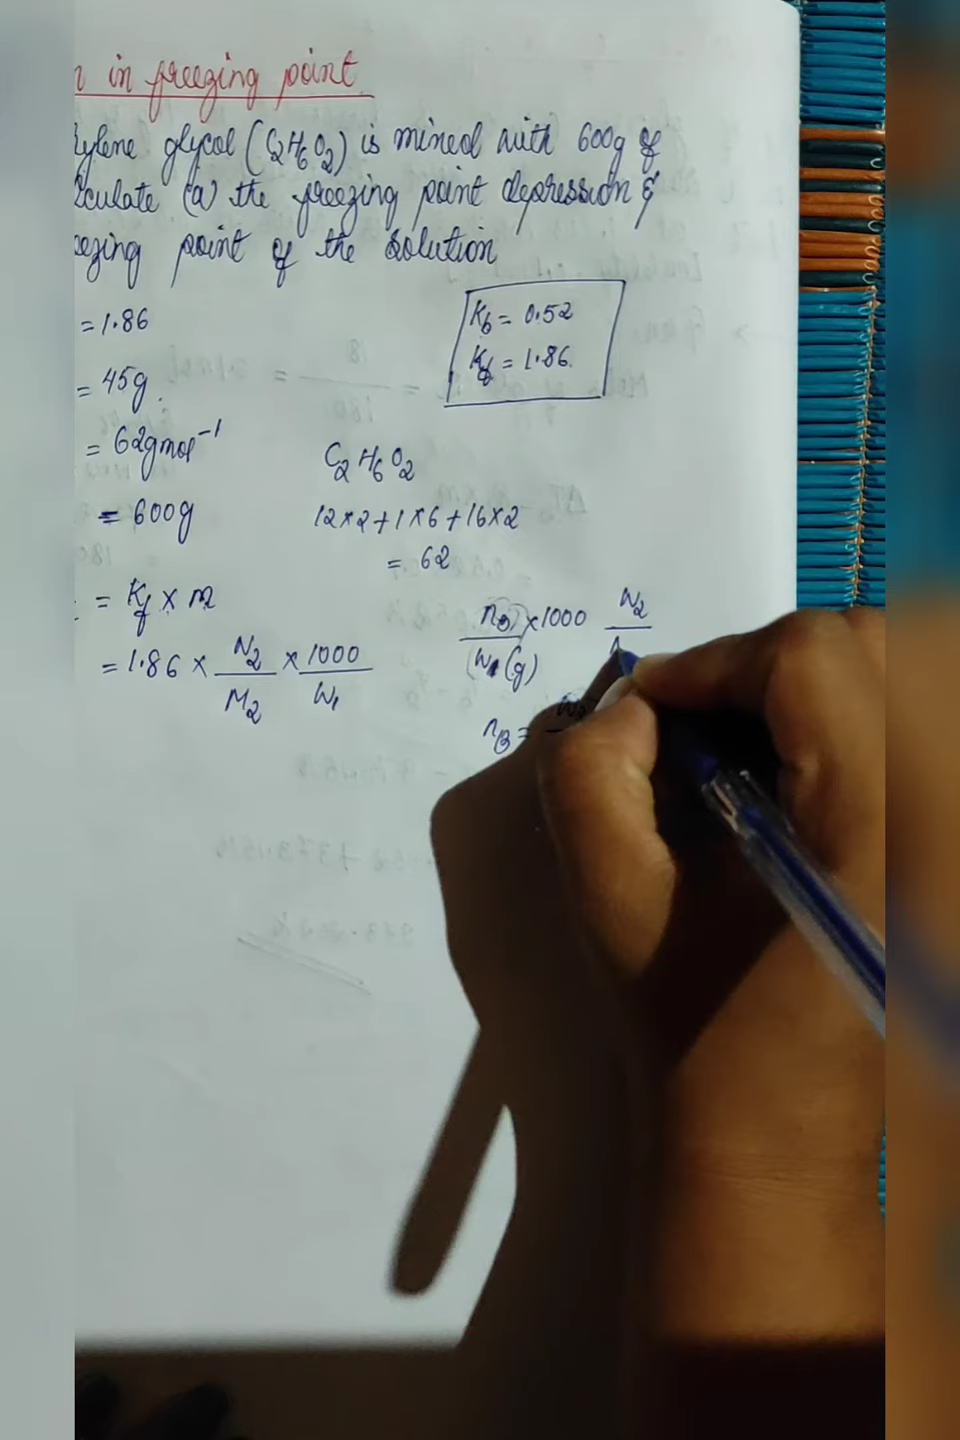 in freezing point
ylene glycol (C2H6O2) is mixed with 600g of
culate (a) the freezing point depression &
ezing point of the solution
= 1.86
Kb = 0.52
Kf = 1.86
= 45g.
= 62gmol⁻¹
C2H6O2
= 600g
12×2+1×6+16×2
= 62
= Kf × m
nB × 1000
W1(g)
W2
= 1.86 × W2/M2 × 1000/W1
nB =